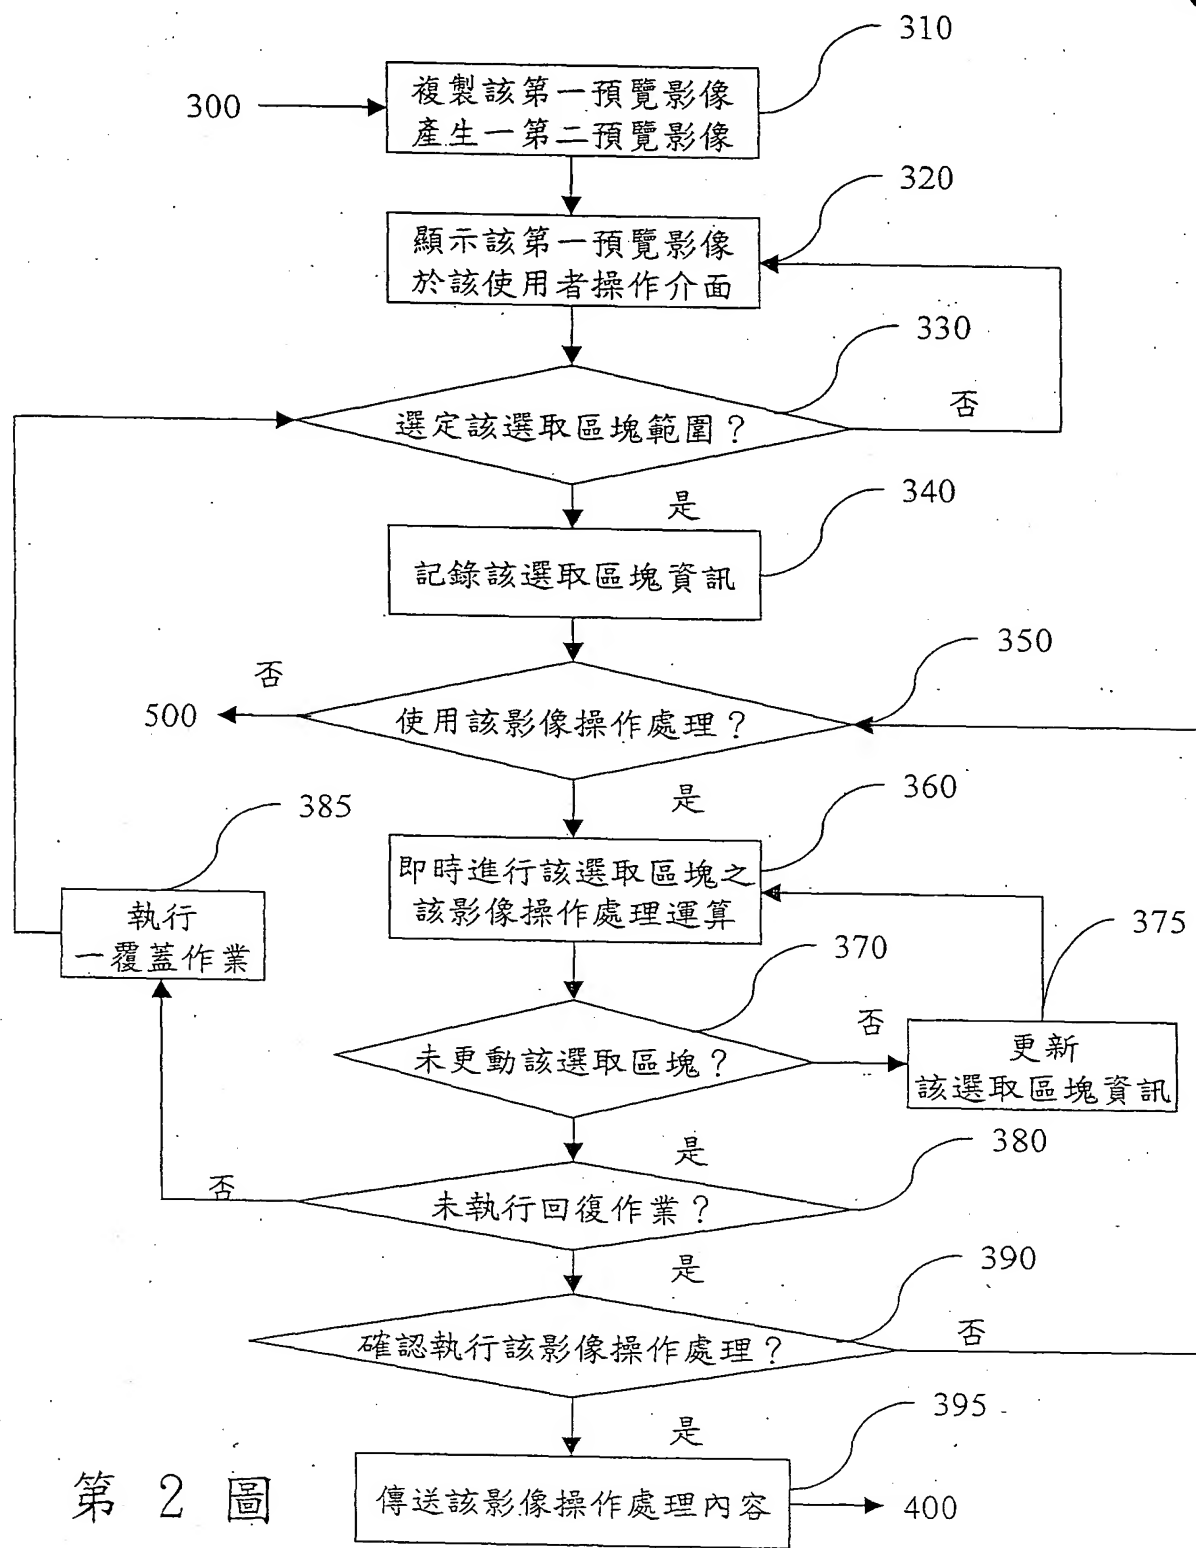 310
300
複製該第一預覽影像
產生一第二預覽影像
320
顯示該第一預覽影像
於該使用者操作介面
330
選定該選取區塊範圍?
否
是
340
記錄該選取區塊資訊
350
否
500
使用該影像操作處理?
是
360
385
即時進行該選取區塊之
該影像操作處理運算
執行
一覆蓋作業
375
370
未更動該選取區塊?
否
更新
該選取區塊資訊
是
380
否
未執行回復作業?
是
390
確認執行該影像操作處理?
否
是
395
傳送該影像操作處理內容
400
第 2 圖